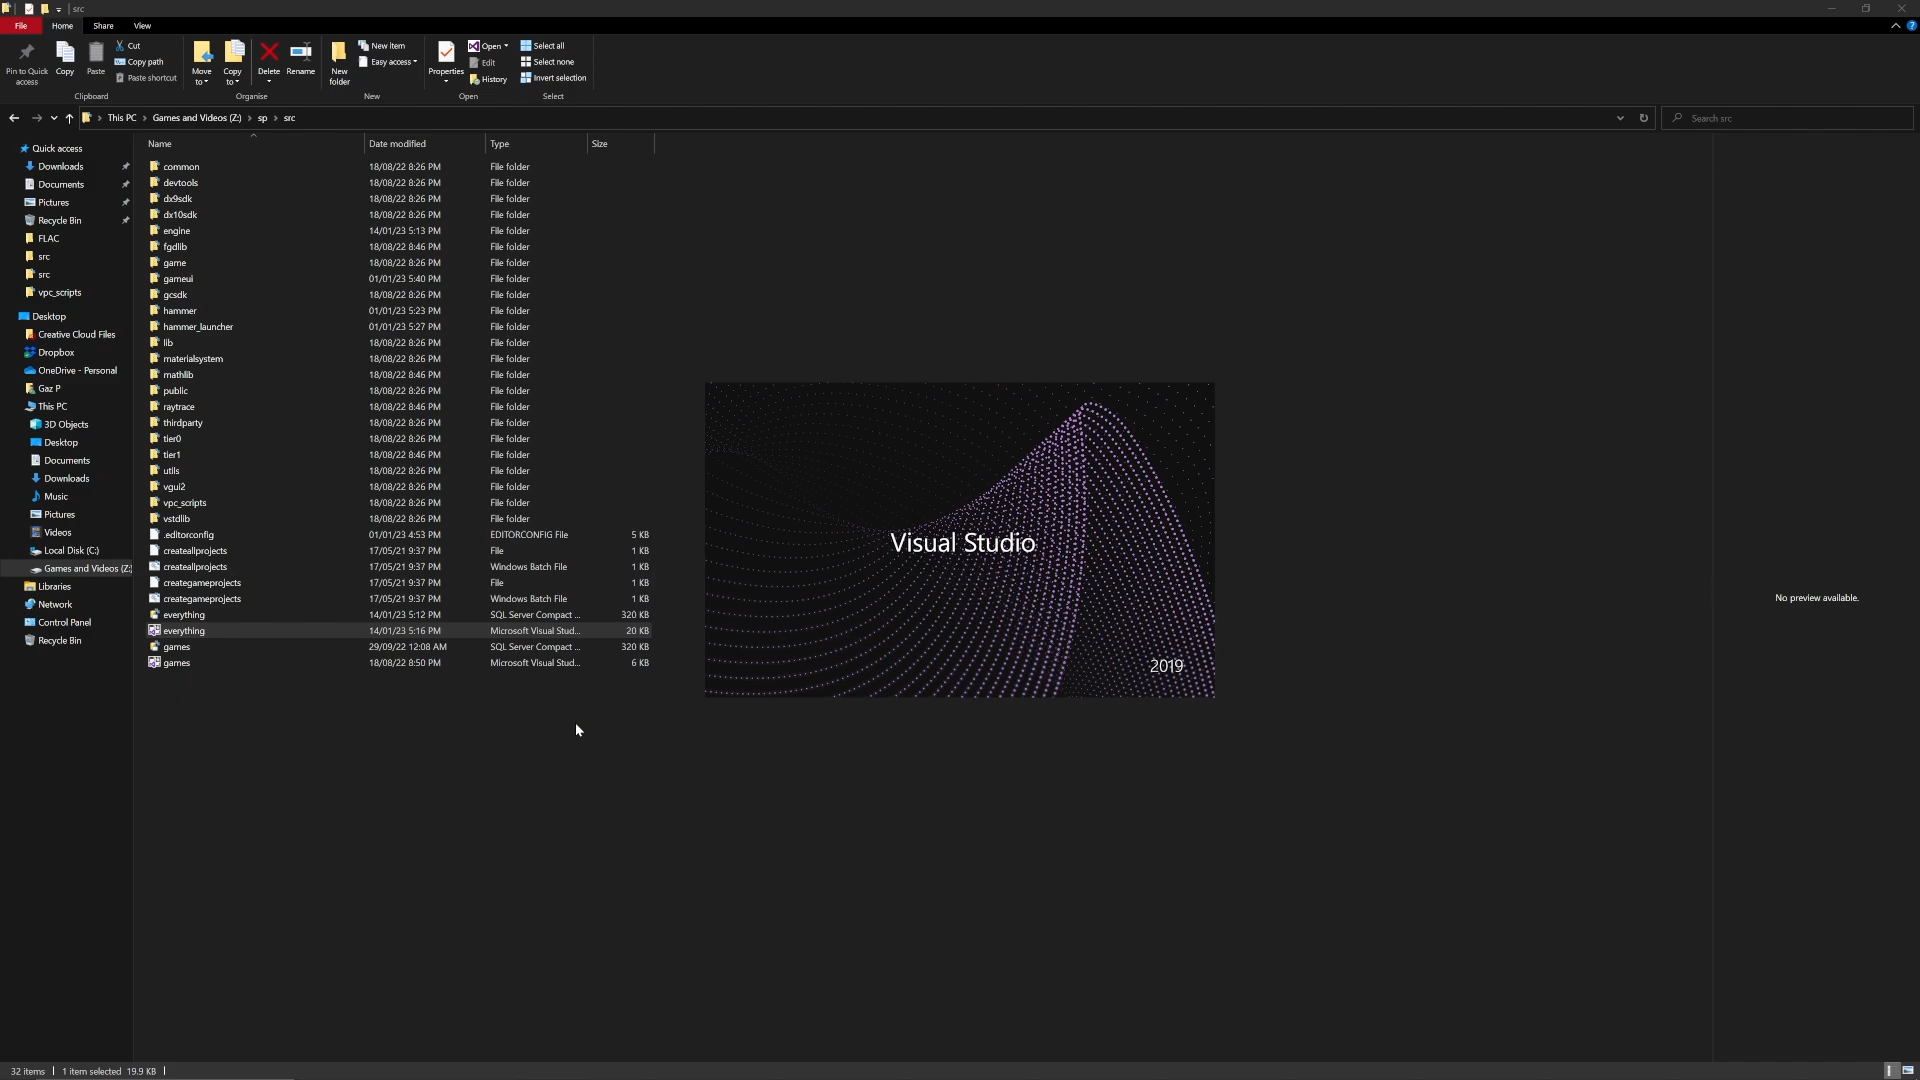 src
File Home Share View
Pin to Quick access
Copy
Paste
Cut
Copy path
Paste shortcut
Clipboard
Move to
Copy to
Delete
Rename
Organise
New folder
New item
Easy access
New
Properties
Open
Edit
History
Open
Select all
Select none
Invert selection
Select
This PC Games and Videos (Z:) sp src
Search src
Quick access
Downloads
Documents
Pictures
Recycle Bin
FLAC
src
src
vpc_scripts
Desktop
Creative Cloud Files
Dropbox
OneDrive - Personal
Gaz P
This PC
3D Objects
Desktop
Documents
Downloads
Music
Pictures
Videos
Local Disk (C:)
Games and Videos (Z:)
Libraries
Network
Control Panel
Recycle Bin
Name Date modified Type Size
common 18/08/22 8:26 PM File folder
devtools 18/08/22 8:26 PM File folder
dx9sdk 18/08/22 8:26 PM File folder
dx10sdk 18/08/22 8:26 PM File folder
engine 14/01/23 5:13 PM File folder
fgdlib 18/08/22 8:46 PM File folder
game 18/08/22 8:26 PM File folder
gameui 01/01/23 5:40 PM File folder
gcsdk 18/08/22 8:26 PM File folder
hammer 01/01/23 5:23 PM File folder
hammer_launcher 01/01/23 5:27 PM File folder
lib 18/08/22 8:26 PM File folder
materialsystem 18/08/22 8:26 PM File folder
mathlib 18/08/22 8:46 PM File folder
public 18/08/22 8:26 PM File folder
raytrace 18/08/22 8:46 PM File folder
thirdparty 18/08/22 8:26 PM File folder
tier0 18/08/22 8:26 PM File folder
tier1 18/08/22 8:46 PM File folder
utils 18/08/22 8:26 PM File folder
vgui2 18/08/22 8:26 PM File folder
vpc_scripts 18/08/22 8:26 PM File folder
vstdlib 18/08/22 8:26 PM File folder
.editorconfig 01/01/23 4:53 PM EDITORCONFIG File 5 KB
createallprojects 17/05/21 9:37 PM File 1 KB
createallprojects 17/05/21 9:37 PM Windows Batch File 1 KB
creategameprojects 17/05/21 9:37 PM File 1 KB
creategameprojects 17/05/21 9:37 PM Windows Batch File 1 KB
everything 14/01/23 5:12 PM SQL Server Compact ... 320 KB
everything 14/01/23 5:16 PM Microsoft Visual Stud... 20 KB
games 29/09/22 12:08 AM SQL Server Compact ... 320 KB
games 18/08/22 8:50 PM Microsoft Visual Stud... 6 KB
Visual Studio
2019
No preview available.
32 items 1 item selected 19.9 KB